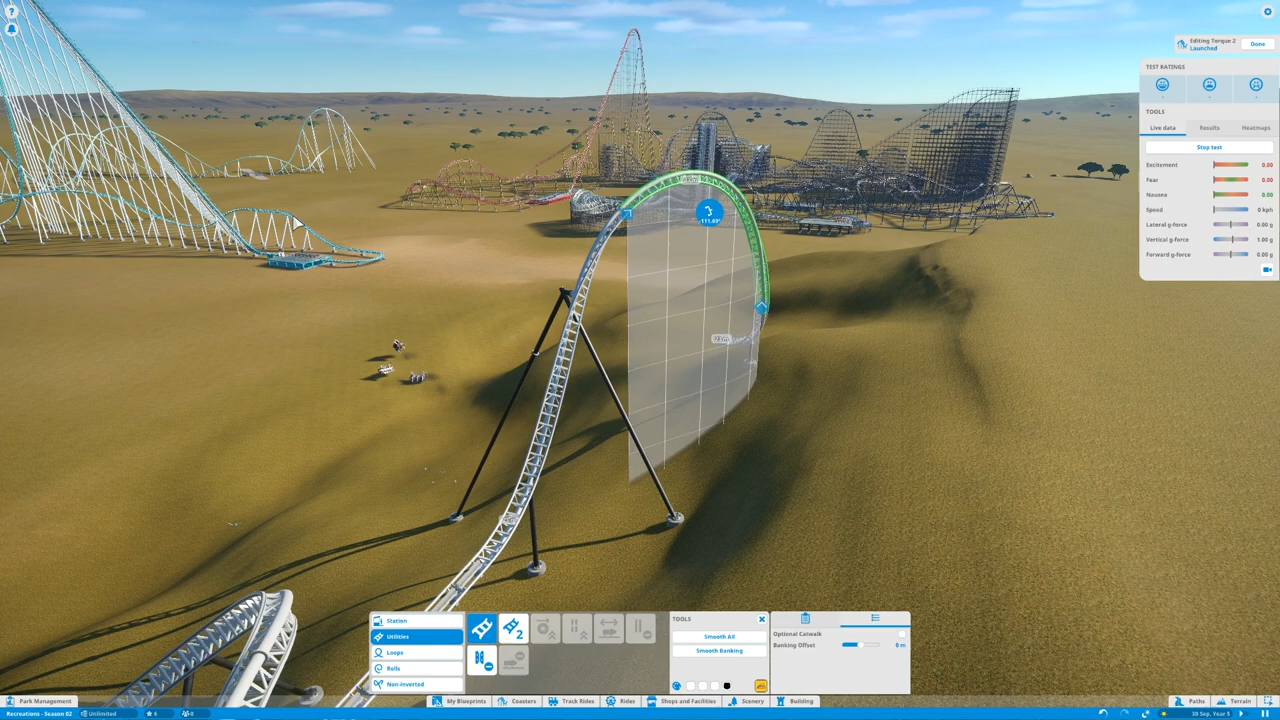 ?
Editing Torque 2
Launched
Done
TEST RATINGS
-
-
-
TOOLS
Live data
Results
Heatmaps
Stop test
Excitement 0.00
Fear 0.00
Nausea 0.00
Speed 0 kph
Lateral g-force 0.00 g
Vertical g-force 1.00 g
Forward g-force 0.00 g
-111.69°
23m
Station
Utilities
Loops
Rolls
Non-inverted
2
TOOLS
Smooth All
Smooth Banking
Optional Catwalk
Banking Offset 0 m
Park Management
My Blueprints
Coasters
Track Rides
Rides
Shops and Facilities
Scenery
Building
Paths
Terrain
Recreations - Season 02
Unlimited
6
0
30 Sep, Year 5